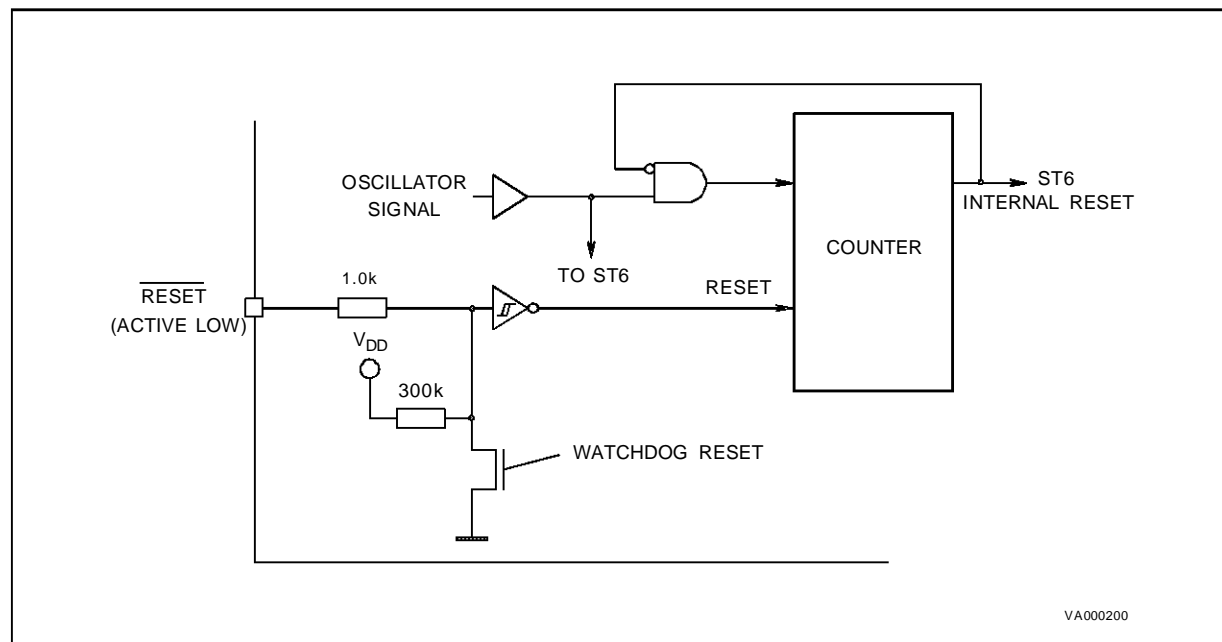 OSCILLATOR
SIGNAL
TO ST6
ST6
INTERNAL RESET
COUNTER
RESET
(ACTIVE LOW)
1.0k
RESET
VDD
300k
WATCHDOG RESET
VA000200